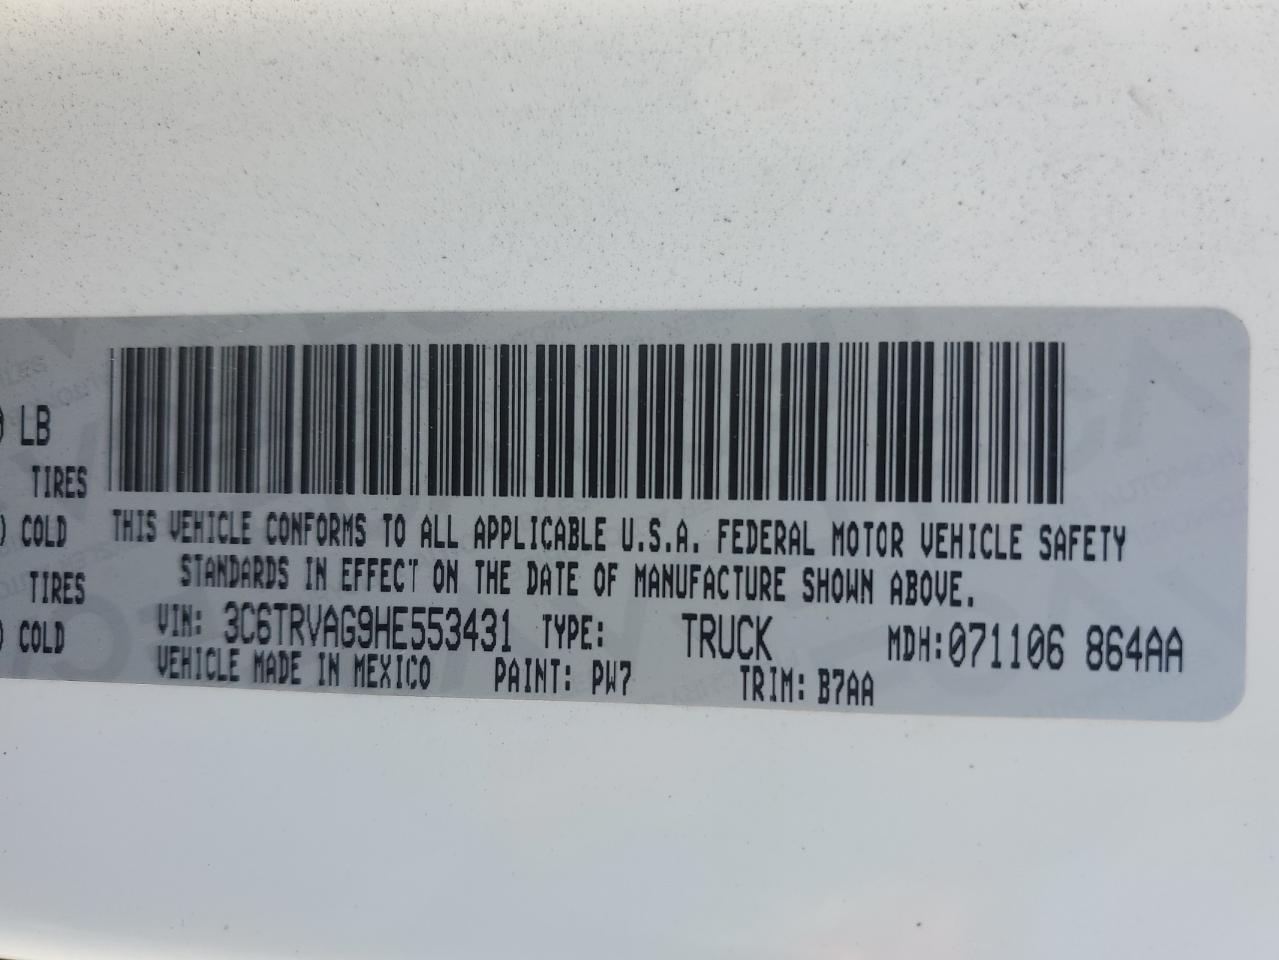 LB
TIRES
COLD
TIRES
COLD
THIS VEHICLE CONFORMS TO ALL APPLICABLE U.S.A. FEDERAL MOTOR VEHICLE SAFETY
STANDARDS IN EFFECT ON THE DATE OF MANUFACTURE SHOWN ABOVE.
VIN: 3C6TRVAG9HE553431 TYPE: TRUCK MDH:071106 864AA
VEHICLE MADE IN MEXICO PAINT: PW7 TRIM: B7AA